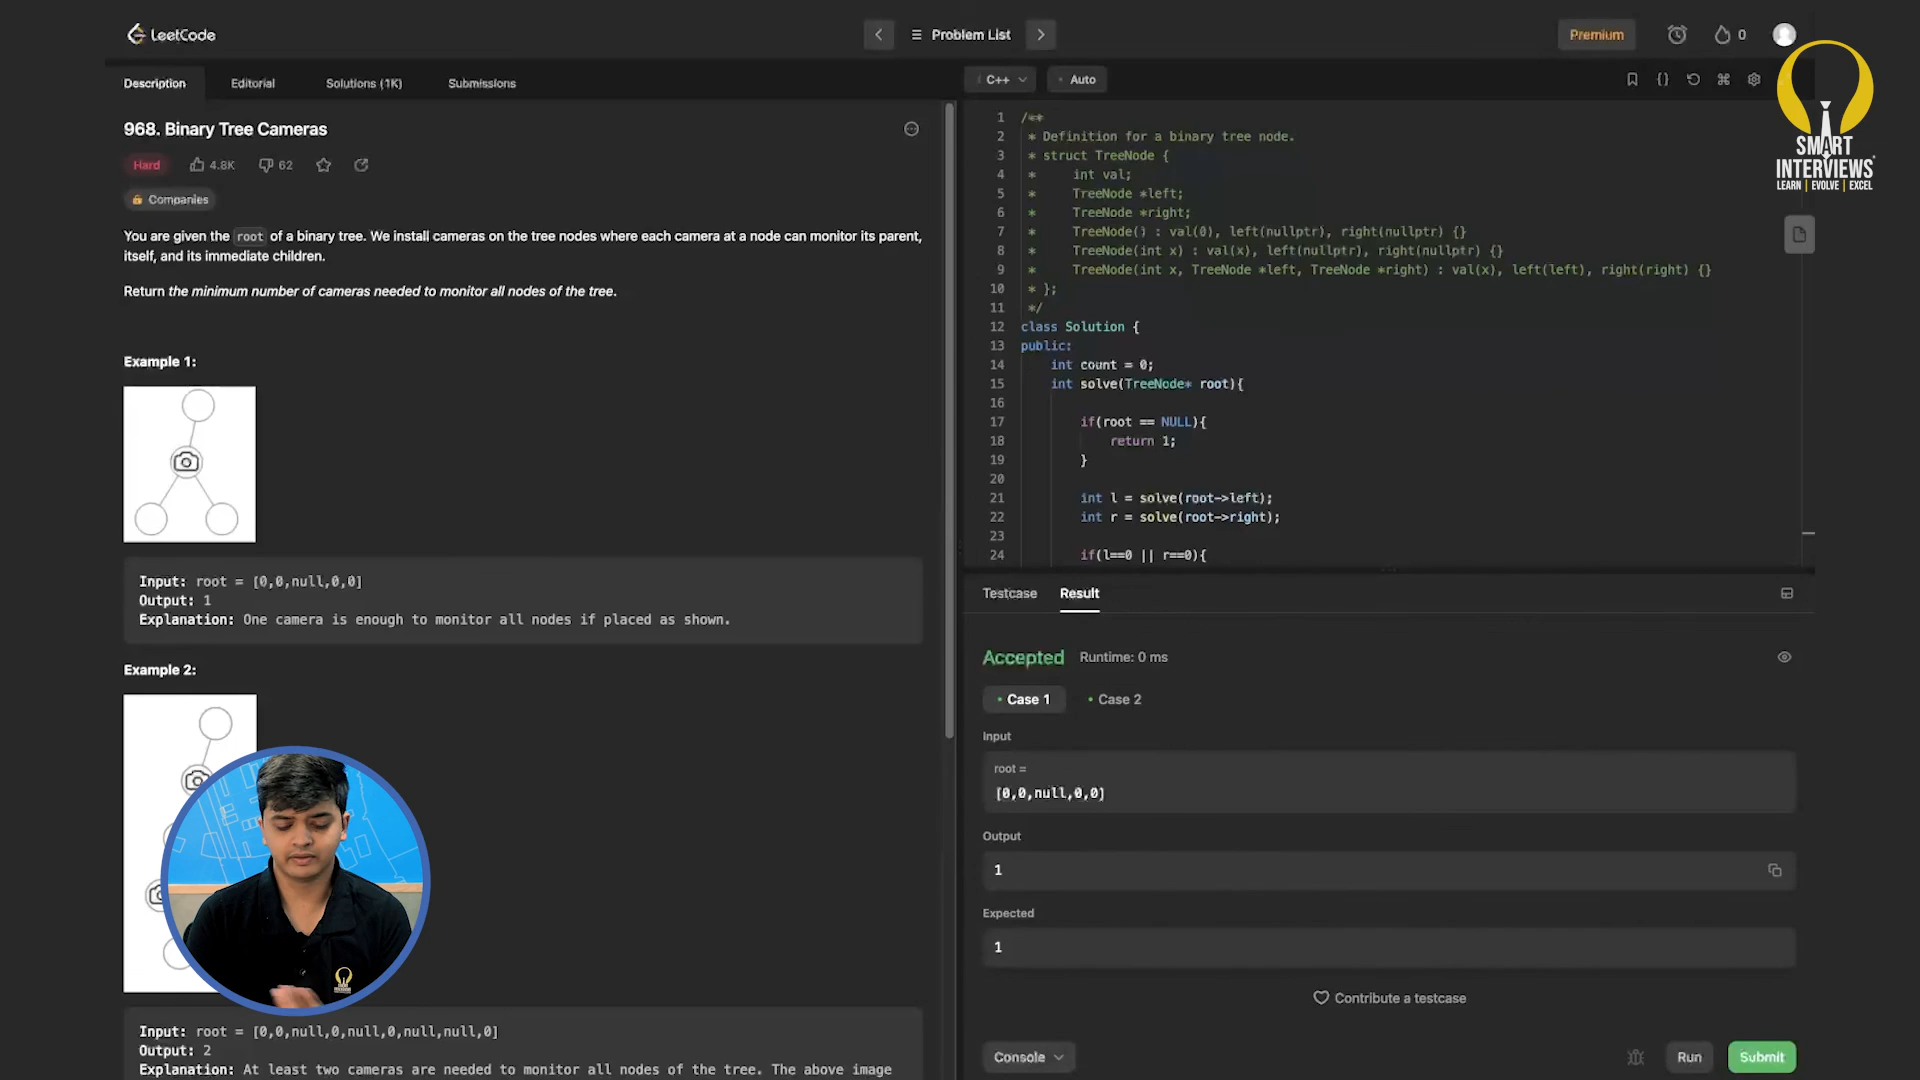 LeetCode
Problem List
Premium
0
Description
Editorial
Solutions (1K)
Submissions
968. Binary Tree Cameras
Hard
4.8K
62
Companies
You are given the root of a binary tree. We install cameras on the tree nodes where each camera at a node can monitor its parent,
itself, and its immediate children.
Return the minimum number of cameras needed to monitor all nodes of the tree.
Example 1:
Input: root = [0,0,null,0,0]
Output: 1
Explanation: One camera is enough to monitor all nodes if placed as shown.
Example 2:
Input: root = [0,0,null,0,null,0,null,null,0]
Output: 2
Explanation: At least two cameras are needed to monitor all nodes of the tree. The above image
C++
Auto
{}
SMART
INTERVIEWS
LEARN | EVOLVE | EXCEL
1 /**
2 * Definition for a binary tree node.
3 * struct TreeNode {
4 *     int val;
5 *     TreeNode *left;
6 *     TreeNode *right;
7 *     TreeNode() : val(0), left(nullptr), right(nullptr) {}
8 *     TreeNode(int x) : val(x), left(nullptr), right(nullptr) {}
9 *     TreeNode(int x, TreeNode *left, TreeNode *right) : val(x), left(left), right(right) {}
10 * };
11 */
12 class Solution {
13 public:
14     int count = 0;
15     int solve(TreeNode* root){
16
17         if(root == NULL){
18             return 1;
19         }
20
21         int l = solve(root->left);
22         int r = solve(root->right);
23
24         if(l==0 || r==0){
Testcase
Result
Accepted
Runtime: 0 ms
Case 1
Case 2
Input
root =
[0,0,null,0,0]
Output
1
Expected
1
Contribute a testcase
Console
Run
Submit